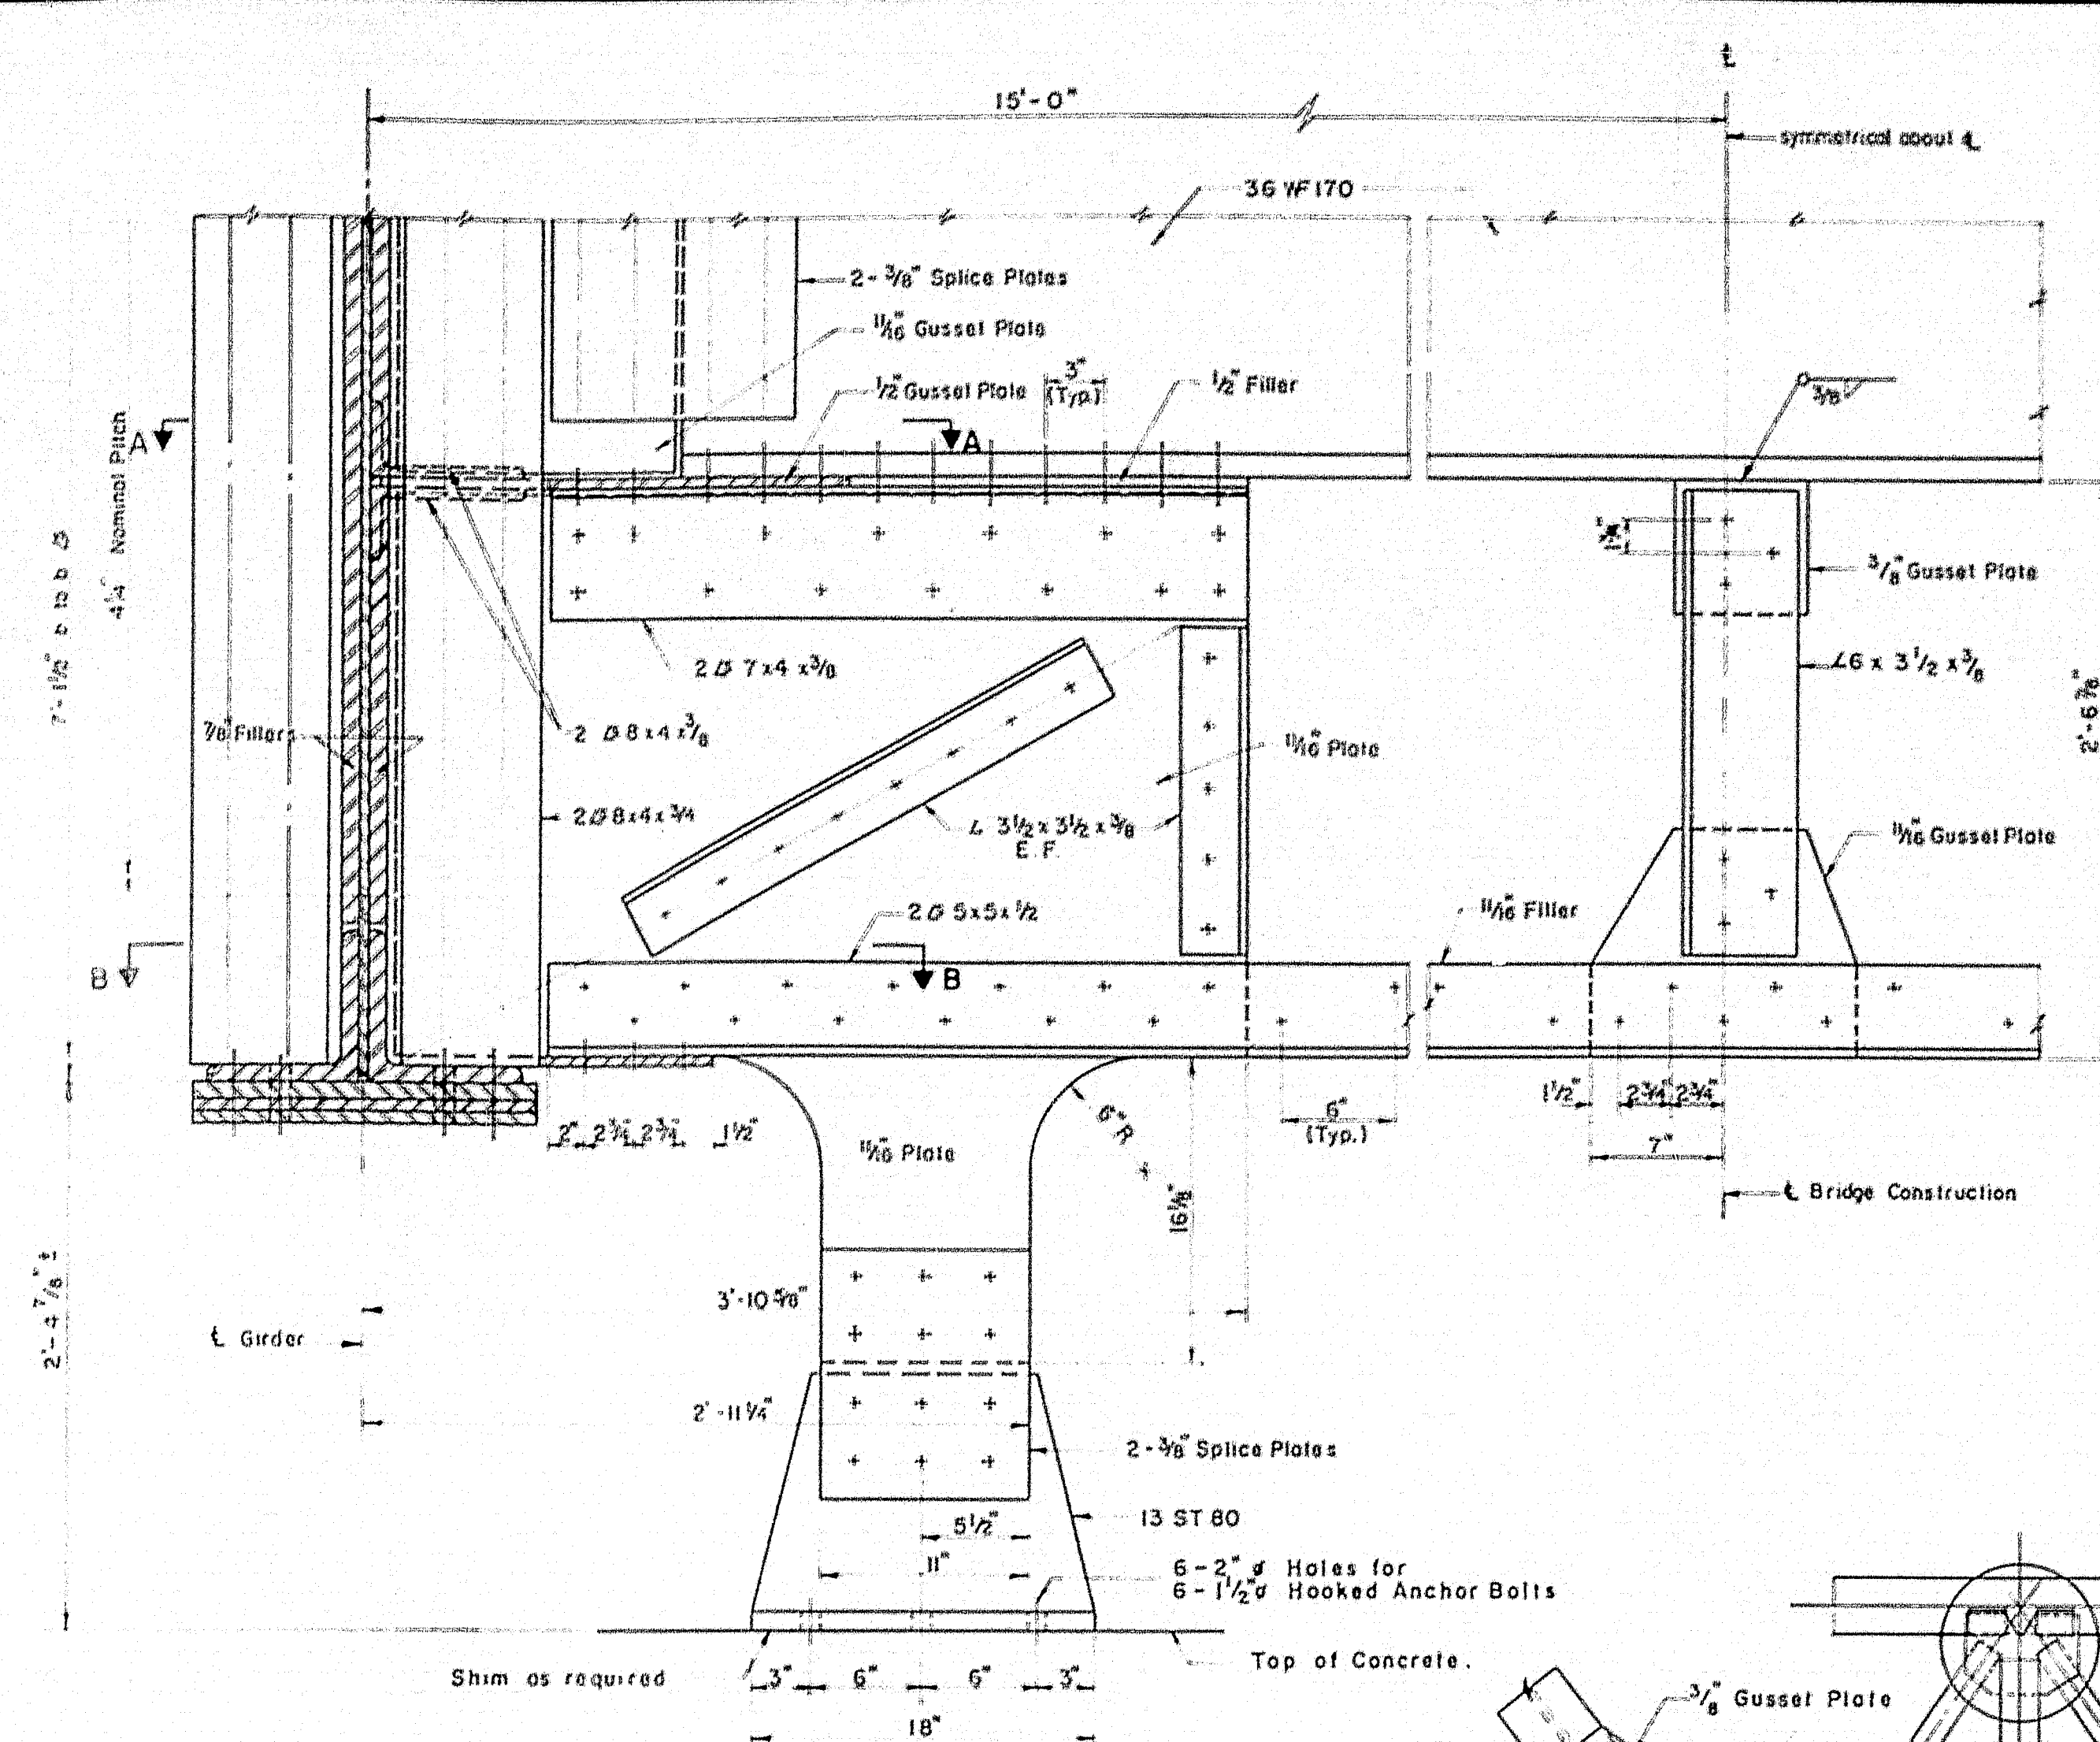 ℄
15'-0"
symmetrical about ℄
36 WF 170
2-3/8" Splice Plates
11/16" Gusset Plate
1/2" Gusset Plate
3"
(Typ.)
1/2" Filler
3/8
A
A
4 1/4" Nominal Pitch
3/8" Gusset Plate
2 7x4x3/8
L6 x 3 1/2 x 3/8
7/8" Fillers
2 8x4x3/8
11/16" Plate
2 8x4x3/4
L 3 1/2 x 3 1/2 x 3/8
E.F.
11/16" Gusset Plate
2 5x5x1/2
11/16" Filler
B
B
2" 2 3/4" 2 3/4" 1 1/2"
11/16" Plate
6" R
6"
(Typ.)
1 1/2"
2 3/4" 2 3/4"
7"
℄ Bridge Construction
3'-10 5/8"
℄ Girder
2'-4 7/8" ±
2'-11 1/4"
2-3/8" Splice Plates
5 1/2"
13 ST 80
11"
6-2"ø Holes for
6-1 1/2"ø Hooked Anchor Bolts
Shim as required
3" 6" 6" 3"
Top of Concrete.
18"
3/8" Gusset Plate